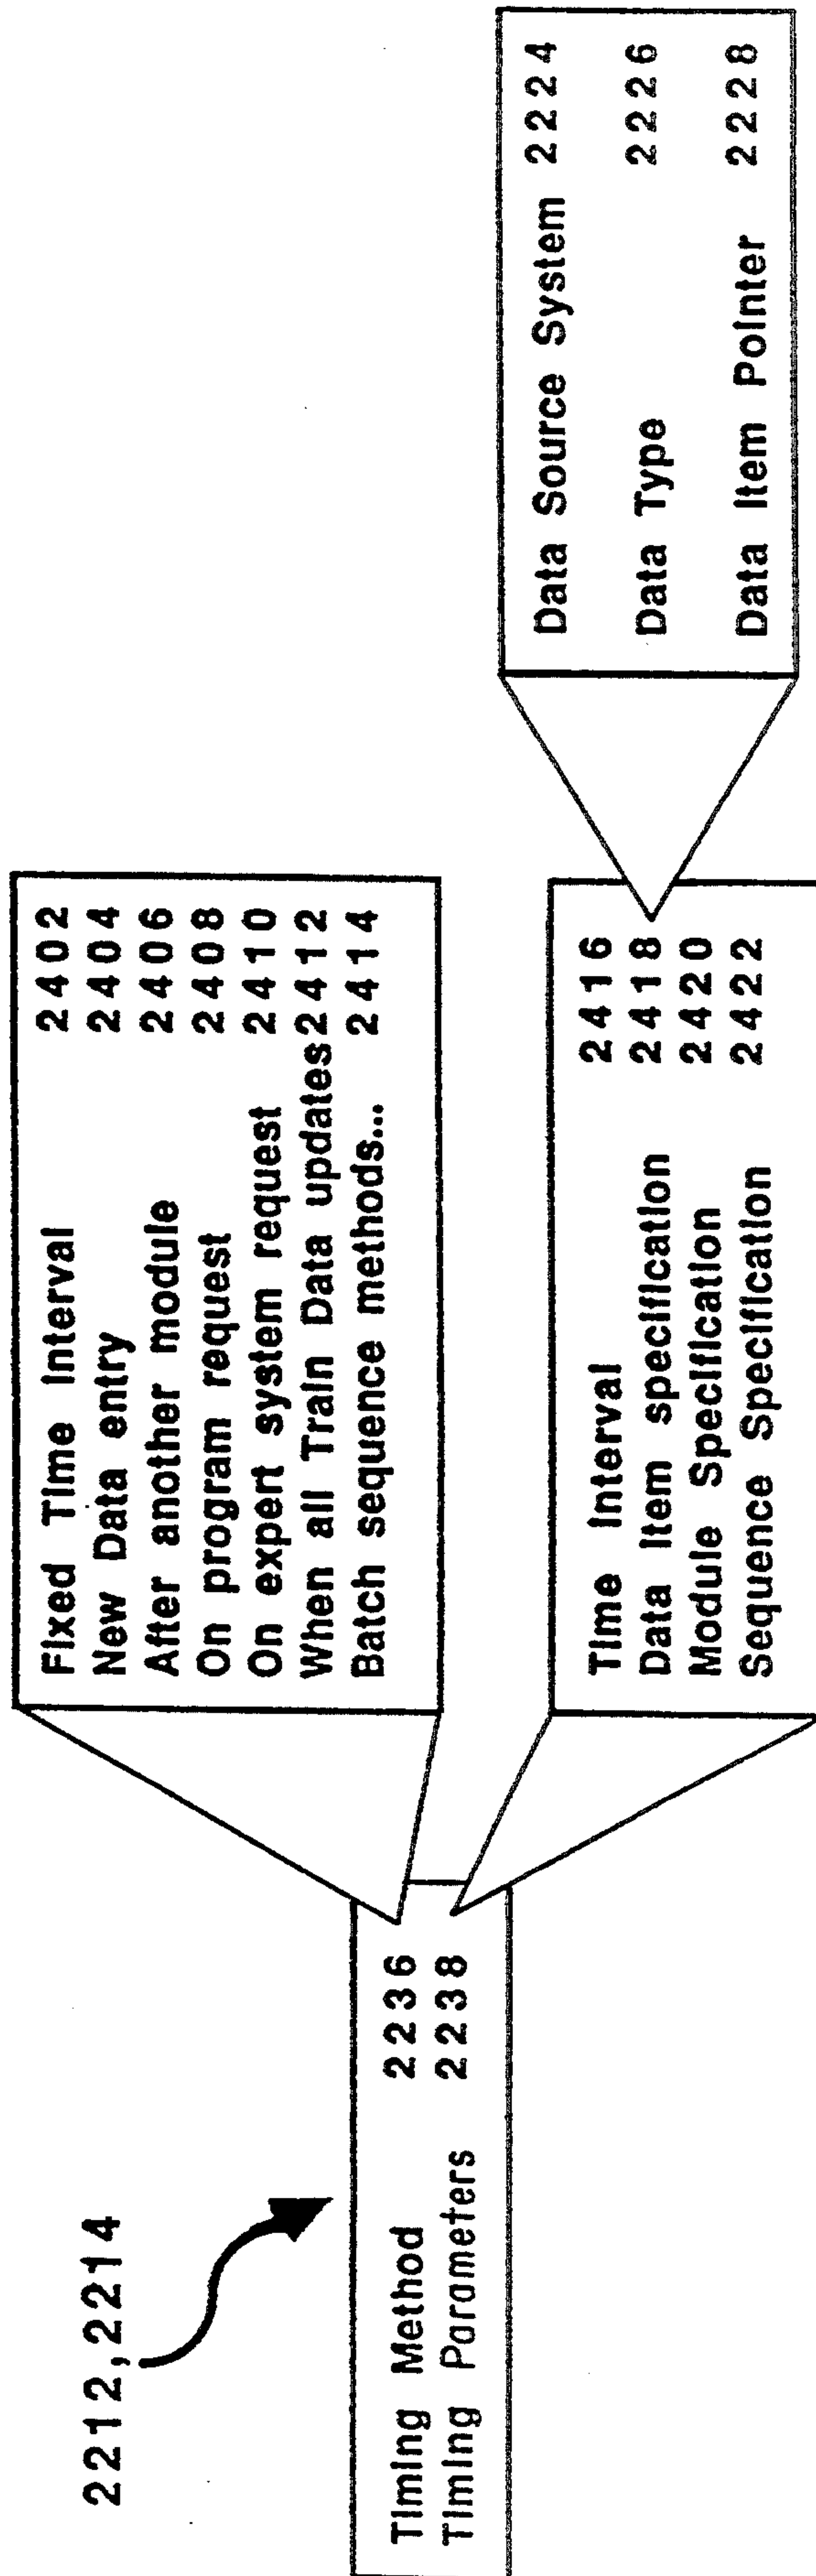 2212,2214
Timing Method 2236
Timing Parameters 2238
Fixed Time Interval 2402
New Data entry 2404
After another module 2406
On program request 2408
On expert system request 2410
When all Train Data updates 2412
Batch sequence methods... 2414
Time Interval 2416
Data Item specification 2418
Module Specification 2420
Sequence Specification 2422
Data Source System 2224
Data Type 2226
Data Item Pointer 2228